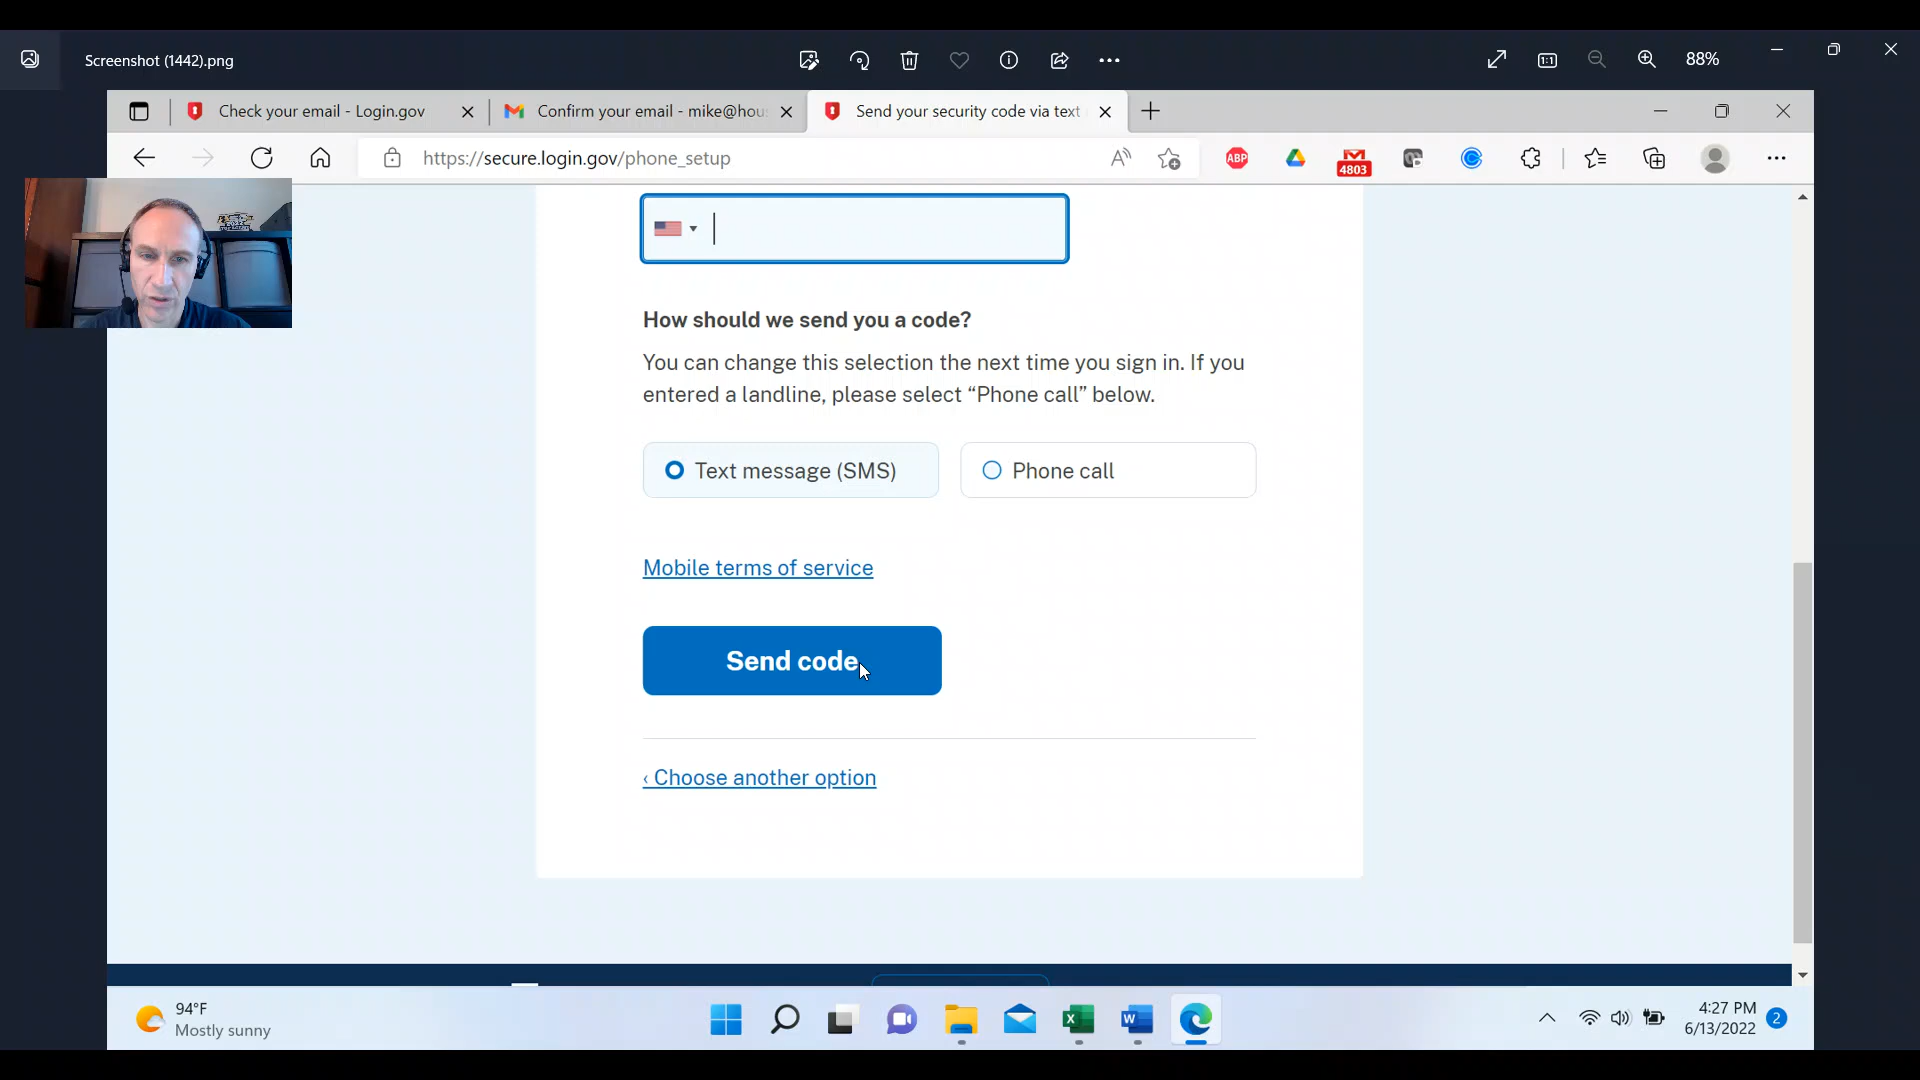 Screenshot (1442).png
88%
Check your email - Login.gov
Confirm your email - mike@hou
Send your security code via text
https://secure.login.gov/phone_setup
ABP
4803
How should we send you a code?
You can change this selection the next time you sign in. If you
entered a landline, please select “Phone call” below.
Text message (SMS)
Phone call
Mobile terms of service
Send code
‹ Choose another option
94°F
Mostly sunny
4:27 PM
6/13/2022
2